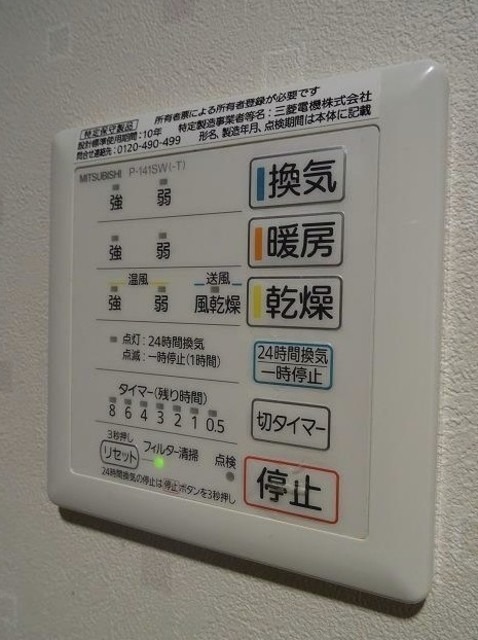 所有者票による所有者登録が必要です
特定保守製品 特定製造事業者等名：三菱電機株式会社
設計標準使用期間：10年 形名、製造年月、点検期間は本体に記載
問合せ連絡先：0120-490-499
MITSUBISHI P-141SW(-T)
強 弱 換気
強 弱 暖房
温風 送風
強 弱 風乾燥 乾燥
点灯：24時間換気
点滅：一時停止(1時間)
24時間換気
一時停止
タイマー(残り時間)
8 6 4 3 2 1 0.5
切タイマー
3秒押し
リセット フィルター清掃 点検
24時間換気の停止は停止ボタンを3秒押し
停止